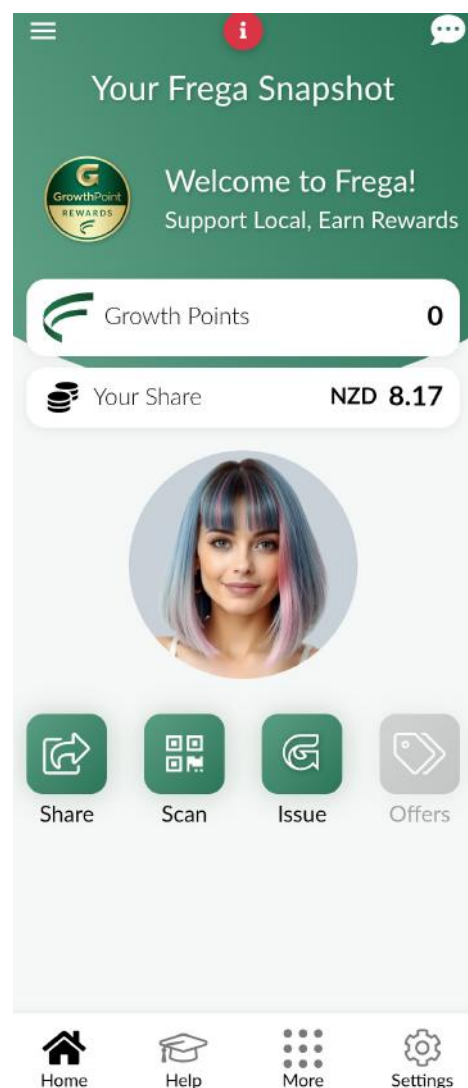 i
Your Frega Snapshot
G
GrowthPoint
REWARDS
Welcome to Frega!
Support Local, Earn Rewards
Growth Points 0
Your Share NZD 8.17
Share Scan Issue Offers
Home Help More Settings